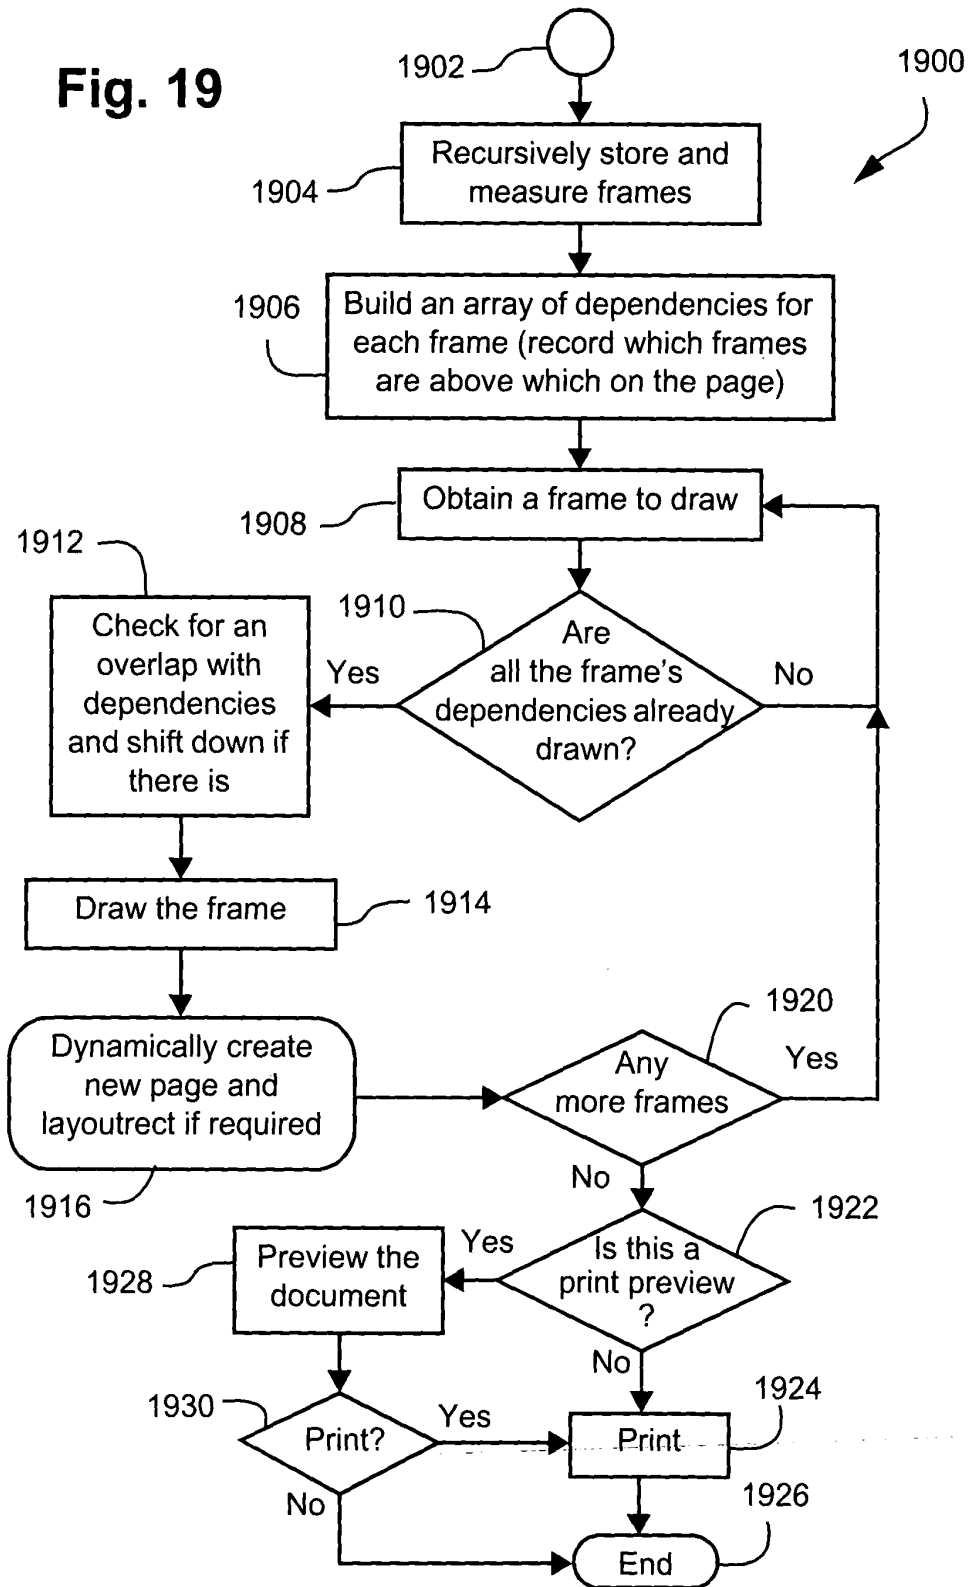 Fig. 19
1902
1900
Recursively store and
measure frames
1904
Build an array of dependencies for
each frame (record which frames
are above which on the page)
1906
Obtain a frame to draw
1908
1912
1910
Are
all the frame's
dependencies already
drawn?
Yes
No
Check for an
overlap with
dependencies
and shift down if
there is
Draw the frame
1914
Dynamically create
new page and
layoutrect if required
1916
1920
Any
more frames
Yes
No
1922
Is this a
print preview
?
Yes
No
Preview the
document
1928
1930
Print?
Yes
No
1924
Print
1926
End